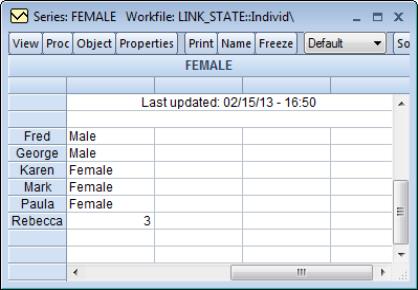 Series: FEMALE Workfile: LINK_STATE::Individ\
View Proc Object Properties Print Name Freeze Default So
FEMALE
Last updated: 02/15/13 - 16:50
Fred Male
George Male
Karen Female
Mark Female
Paula Female
Rebecca 3